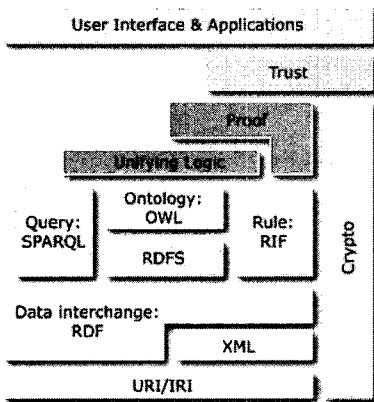 User Interface & Applications
Trust
Proof
Unifying Logic
Ontology:
OWL
Query:
SPARQL
Rule:
RIF
RDFS
Crypto
Data interchange:
RDF
XML
URI/IRI